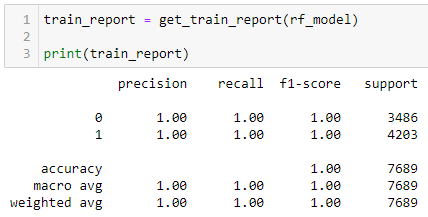 1 train_report = get_train_report(rf_model)
2
3 print(train_report)
precision recall f1-score support
0 1.00 1.00 1.00 3486
1 1.00 1.00 1.00 4203
accuracy 1.00 7689
macro avg 1.00 1.00 1.00 7689
weighted avg 1.00 1.00 1.00 7689